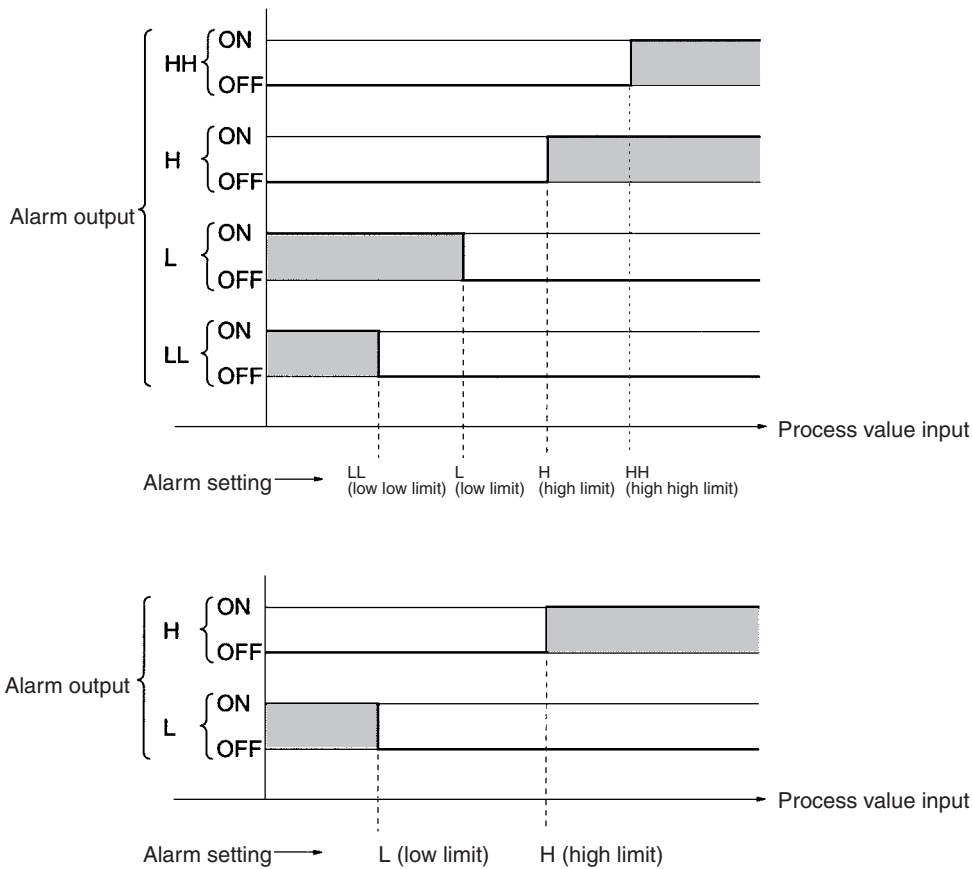 HH
ON
OFF
H
ON
OFF
Alarm output
L
ON
OFF
LL
ON
OFF
Process value input
Alarm setting
LL
(low low limit)
L
(low limit)
H
(high limit)
HH
(high high limit)
H
ON
OFF
Alarm output
L
ON
OFF
Process value input
Alarm setting
L (low limit)
H (high limit)